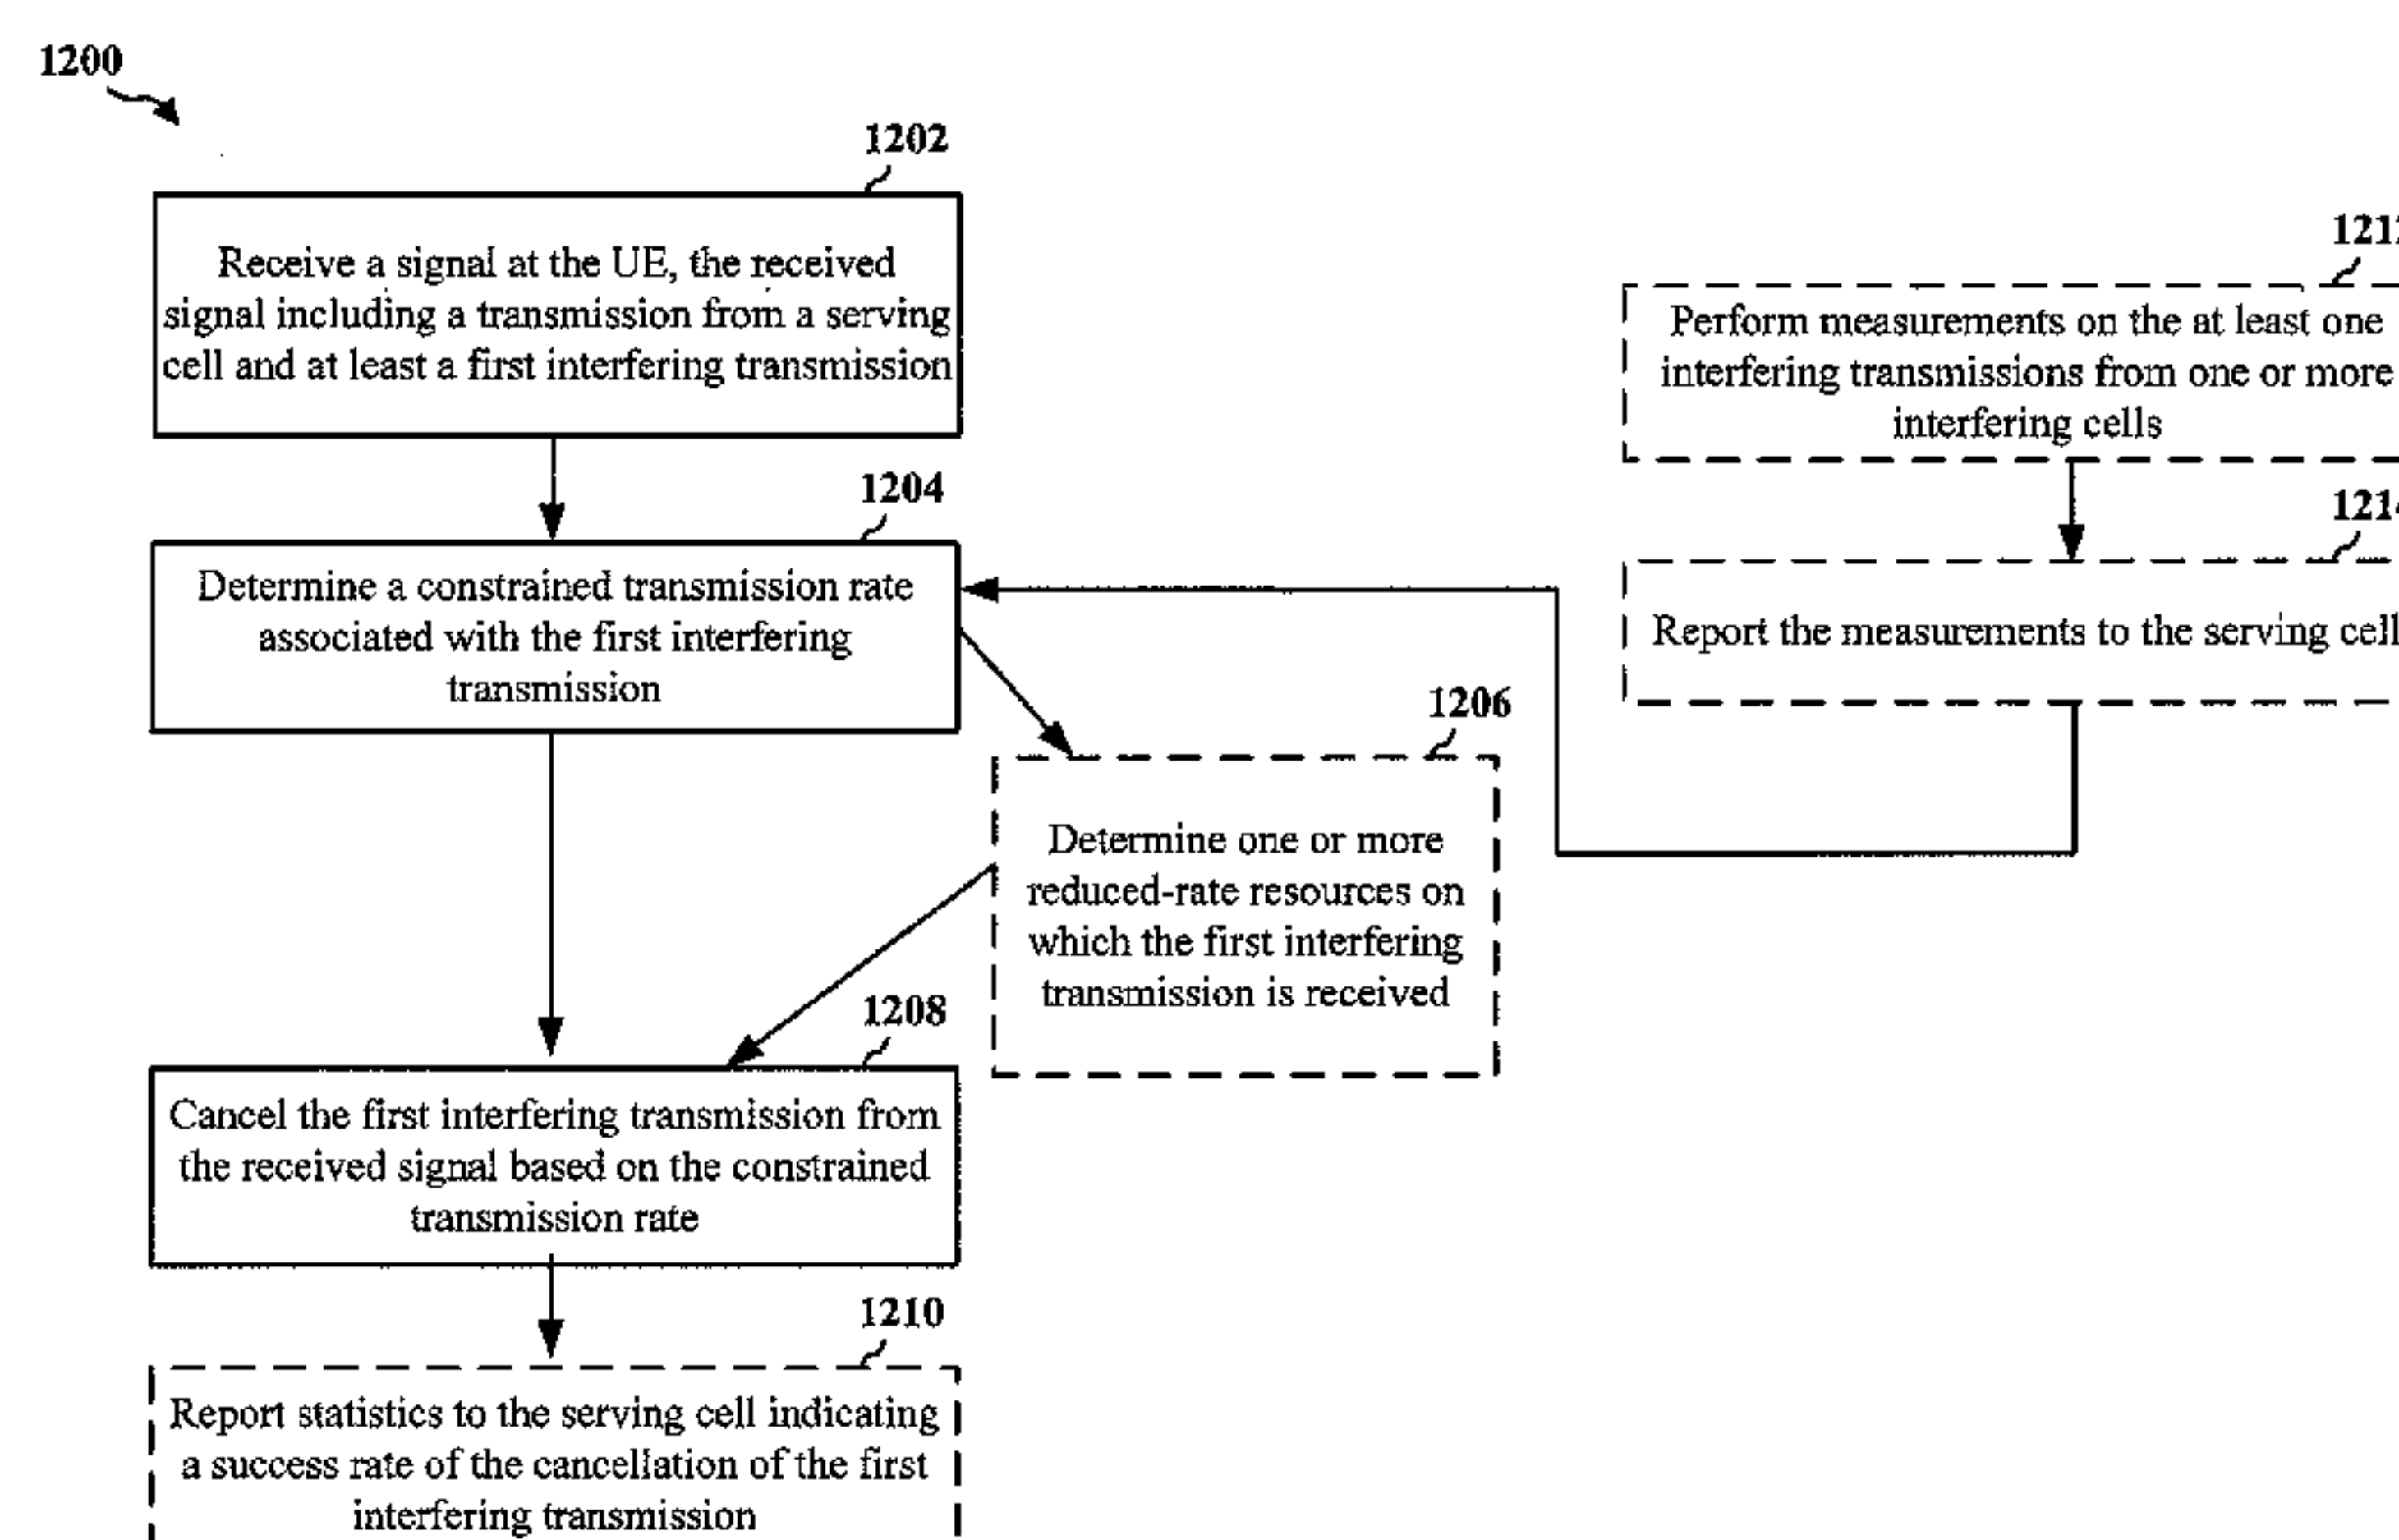 1200
1202
Receive a signal at the UE, the received
signal including a transmission from a serving
cell and at least a first interfering transmission
1204
Determine a constrained transmission rate
associated with the first interfering
transmission
1206
Determine one or more
reduced-rate resources on
which the first interfering
transmission is received
1208
Cancel the first interfering transmission from
the received signal based on the constrained
transmission rate
1210
Report statistics to the serving cell indicating
a success rate of the cancellation of the first
interfering transmission
1212
Perform measurements on the at least one
interfering transmissions from one or more
interfering cells
1214
Report the measurements to the serving cell